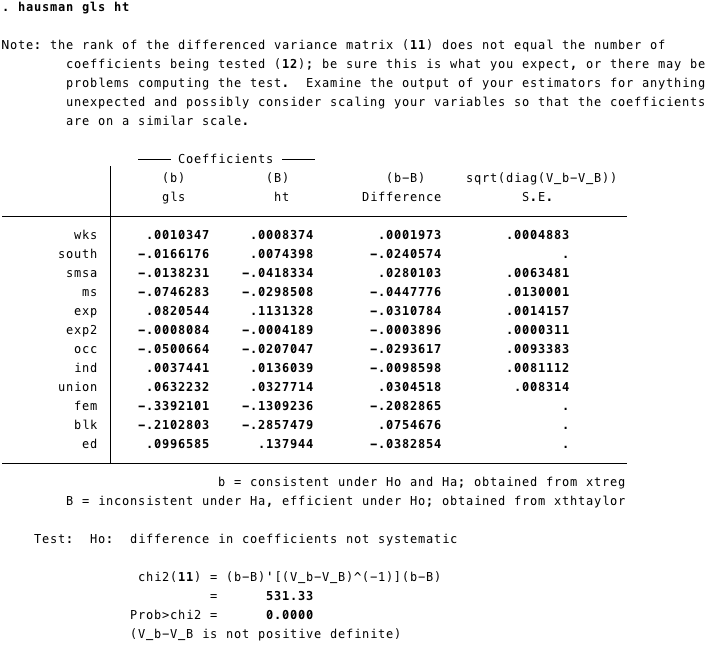 . hausman gls ht
Note: the rank of the differenced variance matrix (11) does not equal the number of
coefficients being tested (12); be sure this is what you expect, or there may be
problems computing the test.  Examine the output of your estimators for anything
unexpected and possibly consider scaling your variables so that the coefficients
are on a similar scale.
Coefficients
(b) (B) (b-B) sqrt(diag(V_b-V_B))
gls ht Difference S.E.
wks .0010347 .0008374 .0001973 .0004883
south -.0166176 .0074398 -.0240574 .
smsa -.0138231 -.0418334 .0280103 .0063481
ms -.0746283 -.0298508 -.0447776 .0130001
exp .0820544 .1131328 -.0310784 .0014157
exp2 -.0008084 -.0004189 -.0003896 .0000311
occ -.0500664 -.0207047 -.0293617 .0093383
ind .0037441 .0136039 -.0098598 .0081112
union .0632232 .0327714 .0304518 .008314
fem -.3392101 -.1309236 -.2082865 .
blk -.2102803 -.2857479 .0754676 .
ed .0996585 .137944 -.0382854 .
b = consistent under Ho and Ha; obtained from xtreg
B = inconsistent under Ha, efficient under Ho; obtained from xthtaylor
Test:  Ho:  difference in coefficients not systematic
chi2(11) = (b-B)'[(V_b-V_B)^(-1)](b-B)
= 531.33
Prob>chi2 = 0.0000
(V_b-V_B is not positive definite)